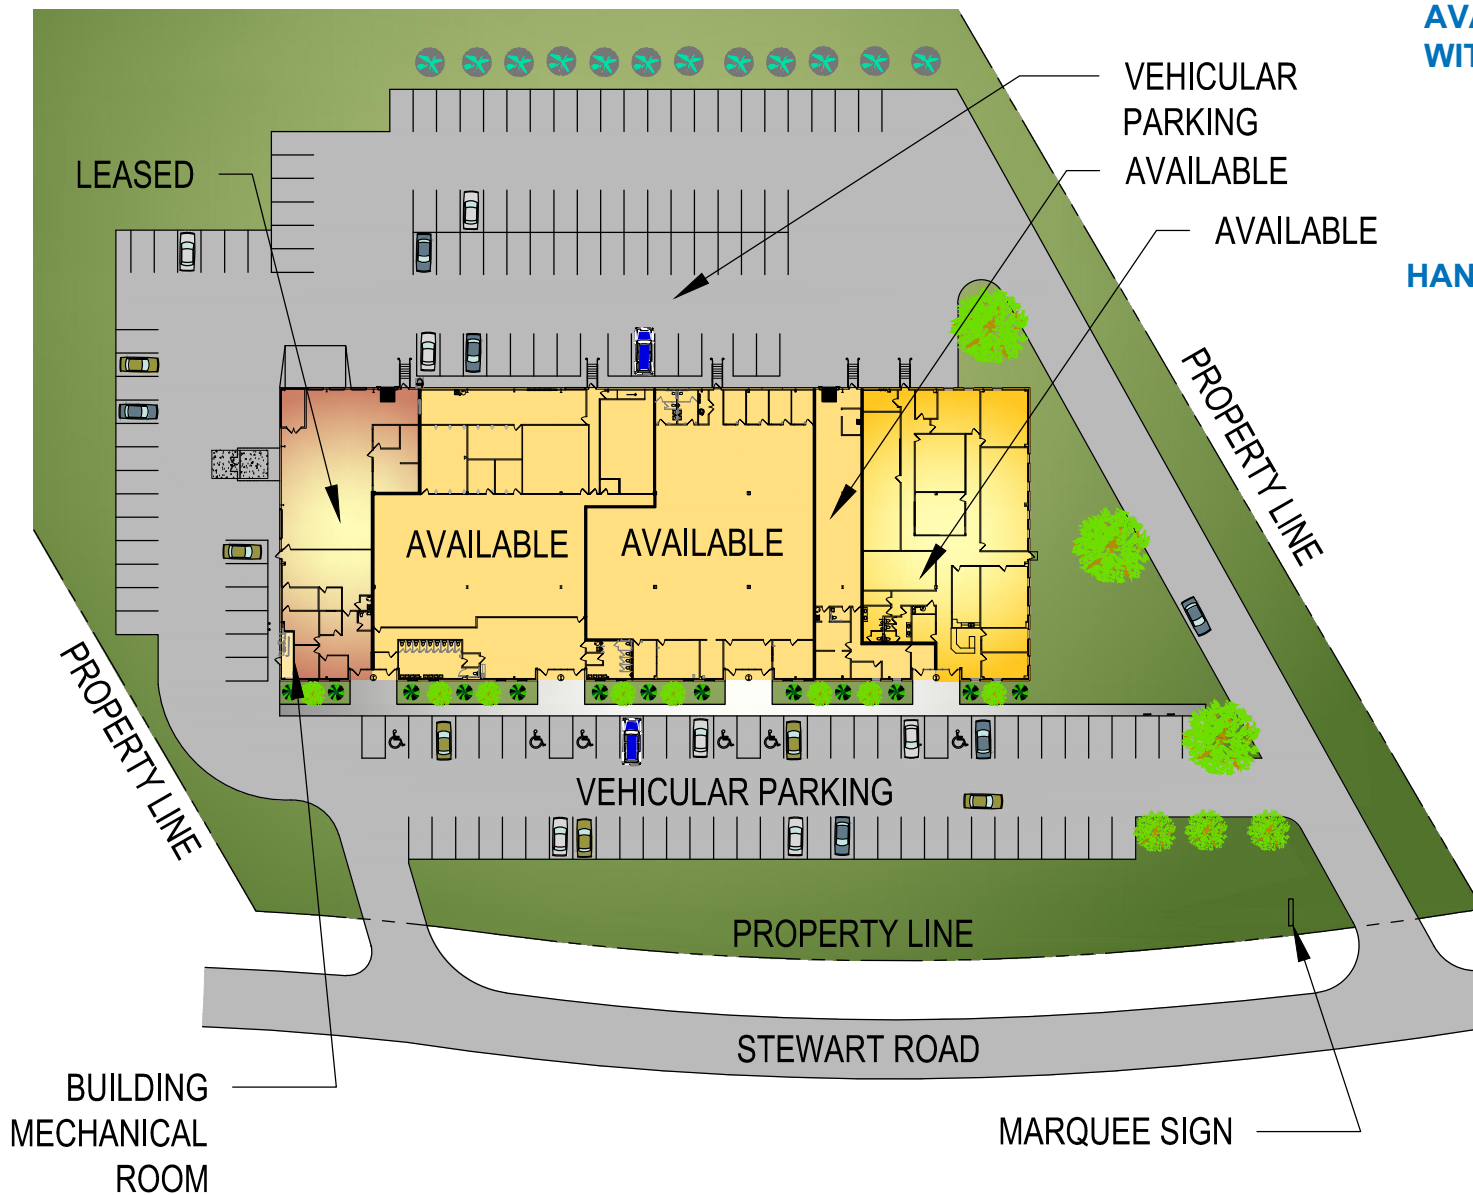 VEHICULAR
PARKING
LEASED
AVAILABLE
AVAILABLE
PROPERTY LINE
AVAILABLE
AVAILABLE
PROPERTY LINE
VEHICULAR PARKING
PROPERTY LINE
STEWART ROAD
BUILDING
MECHANICAL
ROOM
MARQUEE SIGN